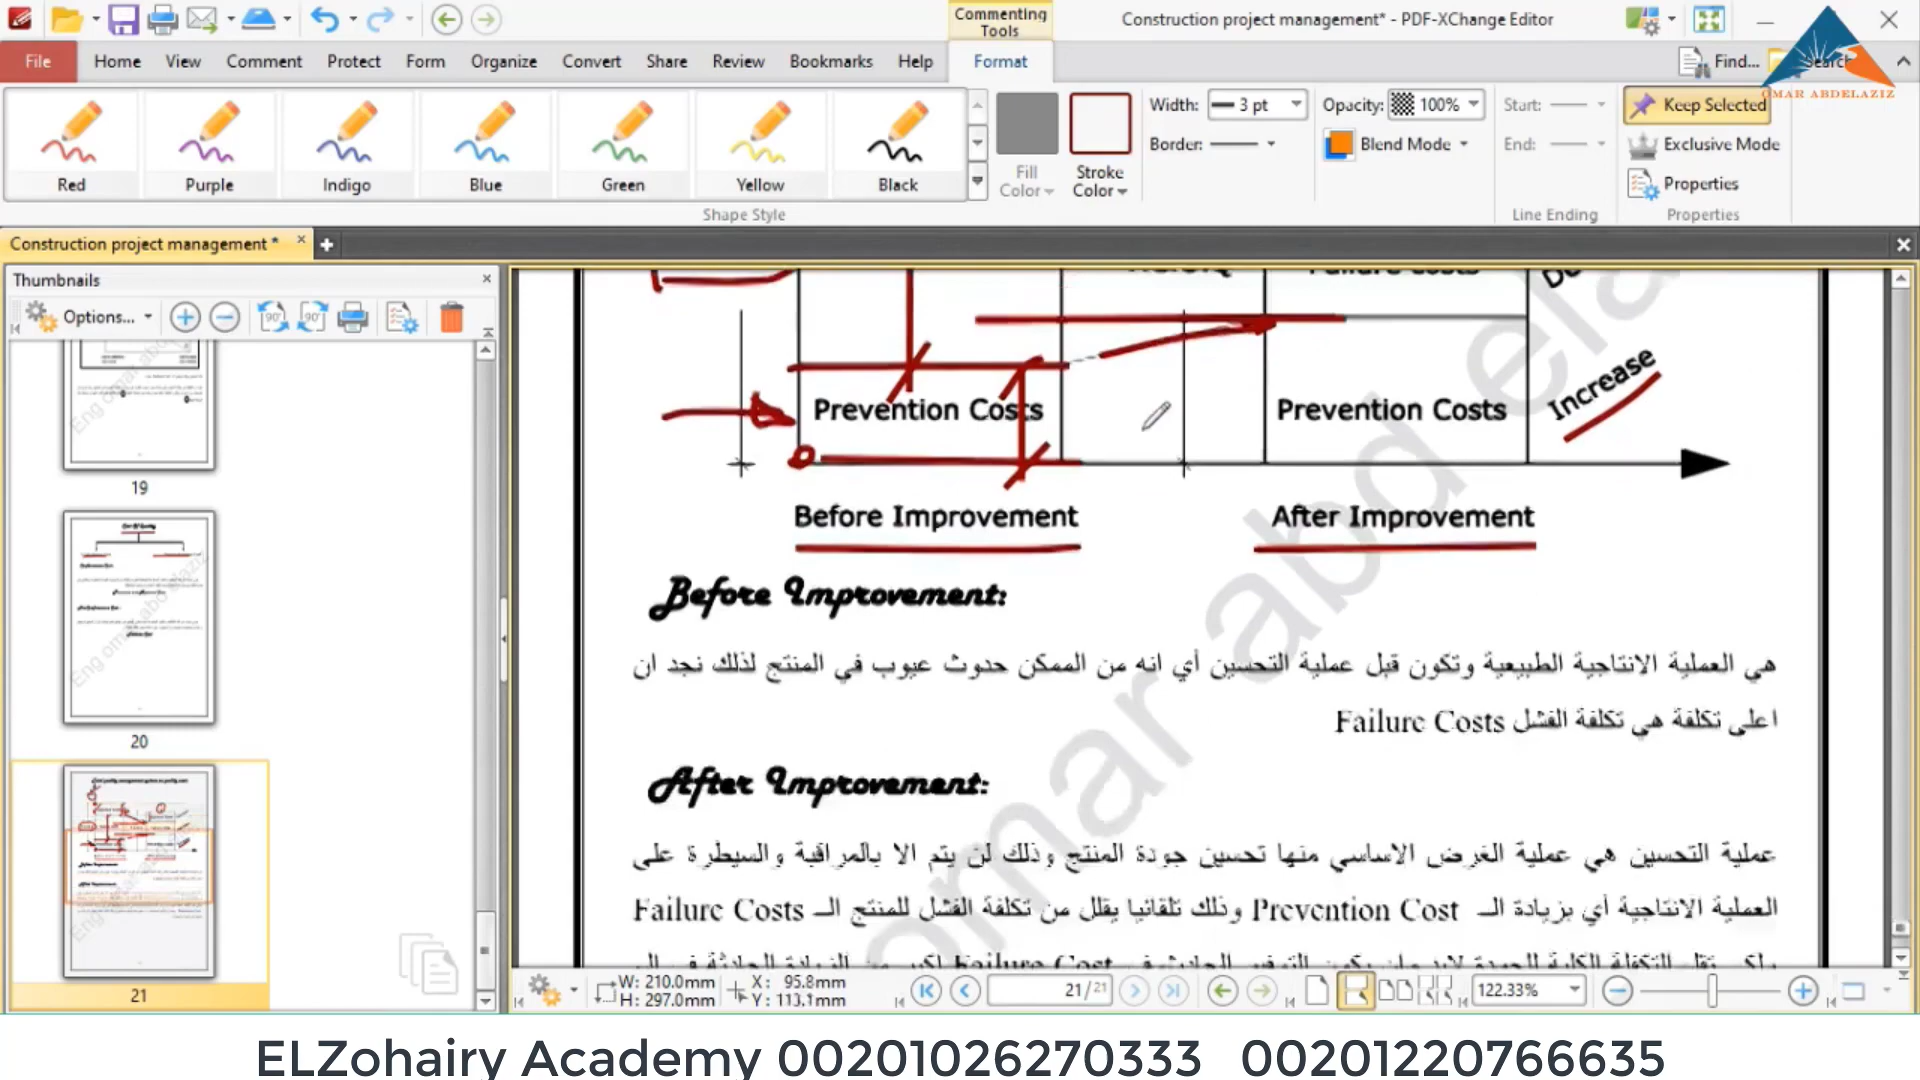 Commenting
Tools
Construction project management* - PDF-XChange Editor
File Home View Comment Protect Form Organize Convert Share Review Bookmarks Help Format Find...
OMAR ABDELAZIZ
Red Purple Indigo Blue Green Yellow Black
Fill
Color
Stroke
Color
Width: 3 pt
Border:
Opacity: 100%
Blend Mode
Start:
End:
Keep Selected
Exclusive Mode
Properties
Shape Style Line Ending Properties
Construction project management *
Thumbnails
Options...
19
20
21
Failure Costs
Prevention Costs Prevention Costs Increase
Before Improvement After Improvement
Before Improvement:
هي العملية الانتاجية الطبيعية وتكون قبل عملية التحسين أي انه من الممكن حدوث عيوب في المنتج لذلك نجد ان
اعلى تكلفة هي تكلفة الفشل Failure Costs
After Improvement:
عملية التحسين هي عملية الغرض الاساسي منها تحسين جودة المنتج وذلك لن يتم الا بالمراقبة والسيطرة على
العملية الانتاجية أي بزيادة الـ Prevention Cost وذلك تلقائيا يقلل من تكلفة الفشل للمنتج الـ Failure Costs
W: 210.0mm
H: 297.0mm
X: 95.8mm
Y: 113.1mm
21 / 21
122.33%
ELZohairy Academy 00201026270333 00201220766635